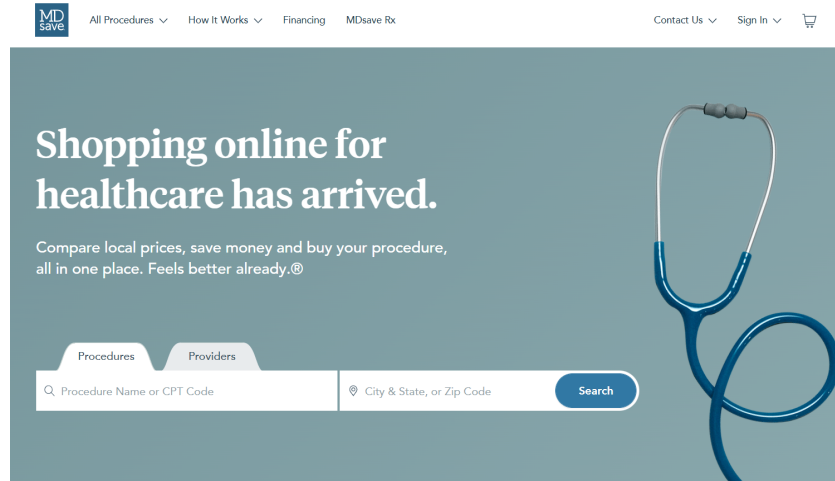 MD
save
All Procedures
How It Works
Financing
MDsave Rx
Contact Us
Sign In
Shopping online for
healthcare has arrived.
Compare local prices, save money and buy your procedure,
all in one place. Feels better already.®
Procedures
Providers
Procedure Name or CPT Code
City & State, or Zip Code
Search